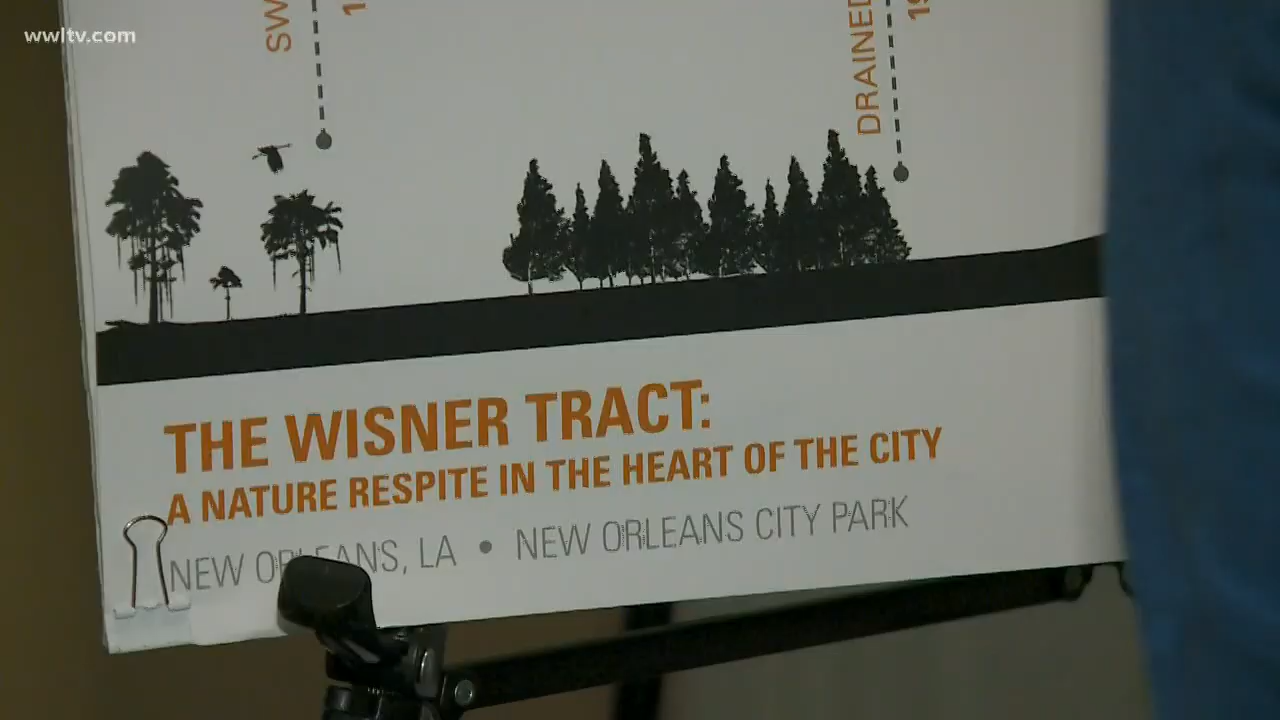 wwltv.com
DRAINED
THE WISNER TRACT:
A NATURE RESPITE IN THE HEART OF THE CITY
NEW ORLEANS, LA • NEW ORLEANS CITY PARK